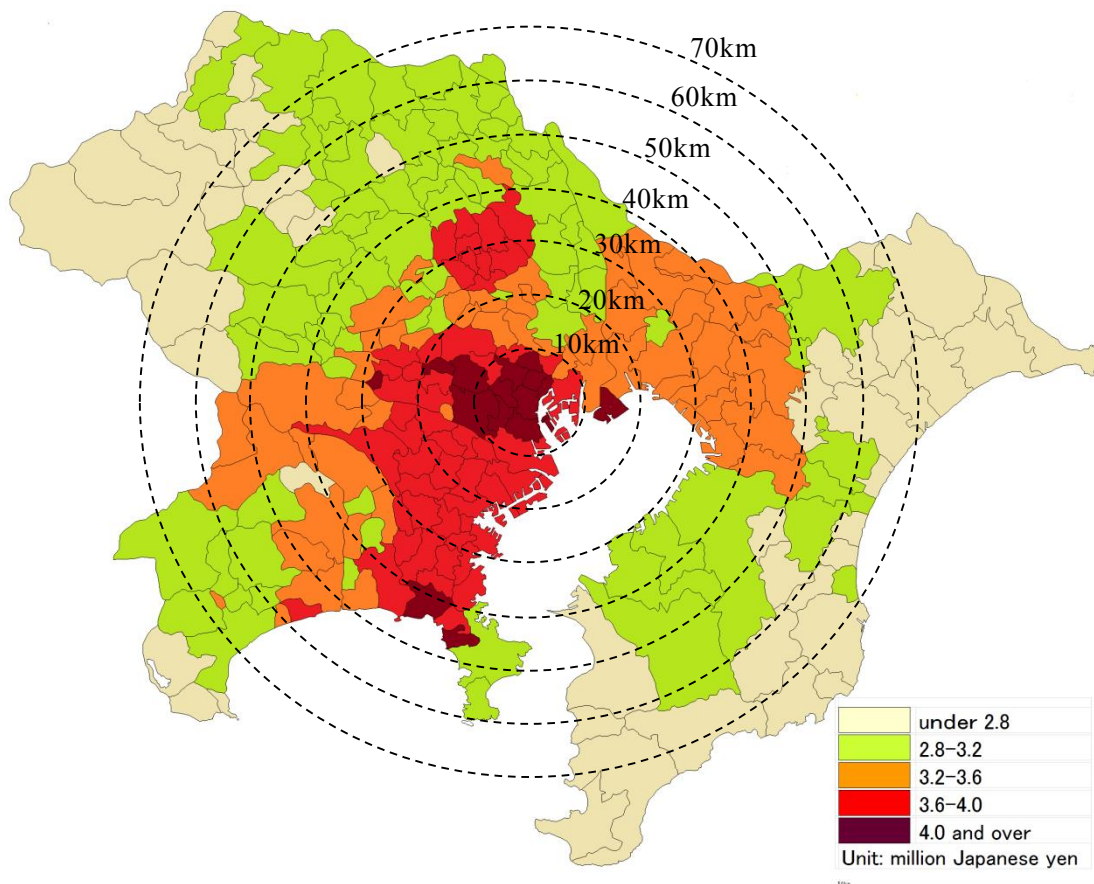 70km
60km
50km
40km
30km
20km
10km
under 2.8
2.8-3.2
3.2-3.6
3.6-4.0
4.0 and over
Unit: million Japanese yen